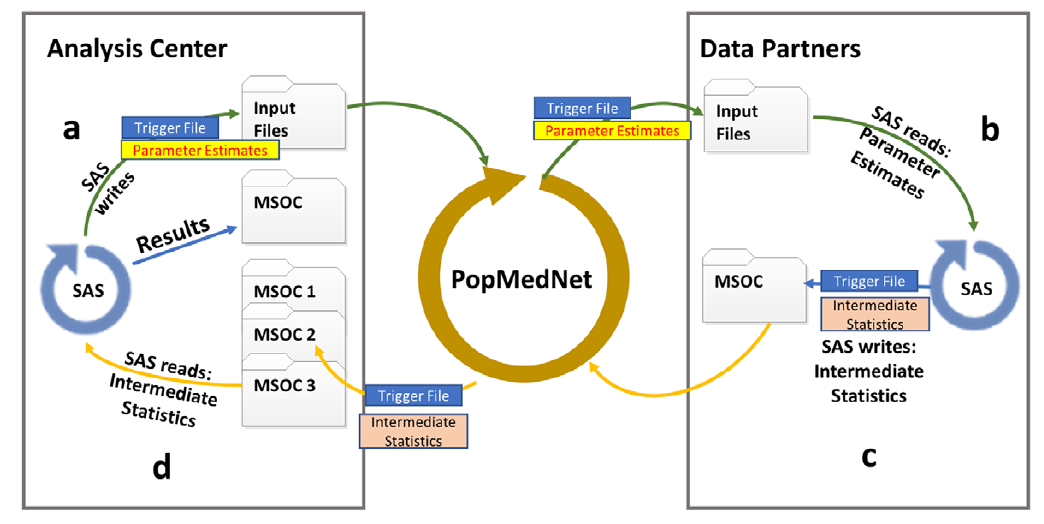 Analysis Center
a
Trigger File
Parameter Estimates
Input
Files
SAS
writes
MSOC
Results
SAS
MSOC 1
MSOC 2
MSOC 3
SAS reads:
Intermediate
Statistics
d
Trigger File
Intermediate
Statistics
PopMedNet
Data Partners
Trigger File
Parameter Estimates
Input
Files
SAS reads:
Parameter
Estimates
b
MSOC
Trigger File
Intermediate
Statistics
SAS
SAS writes:
Intermediate
Statistics
c